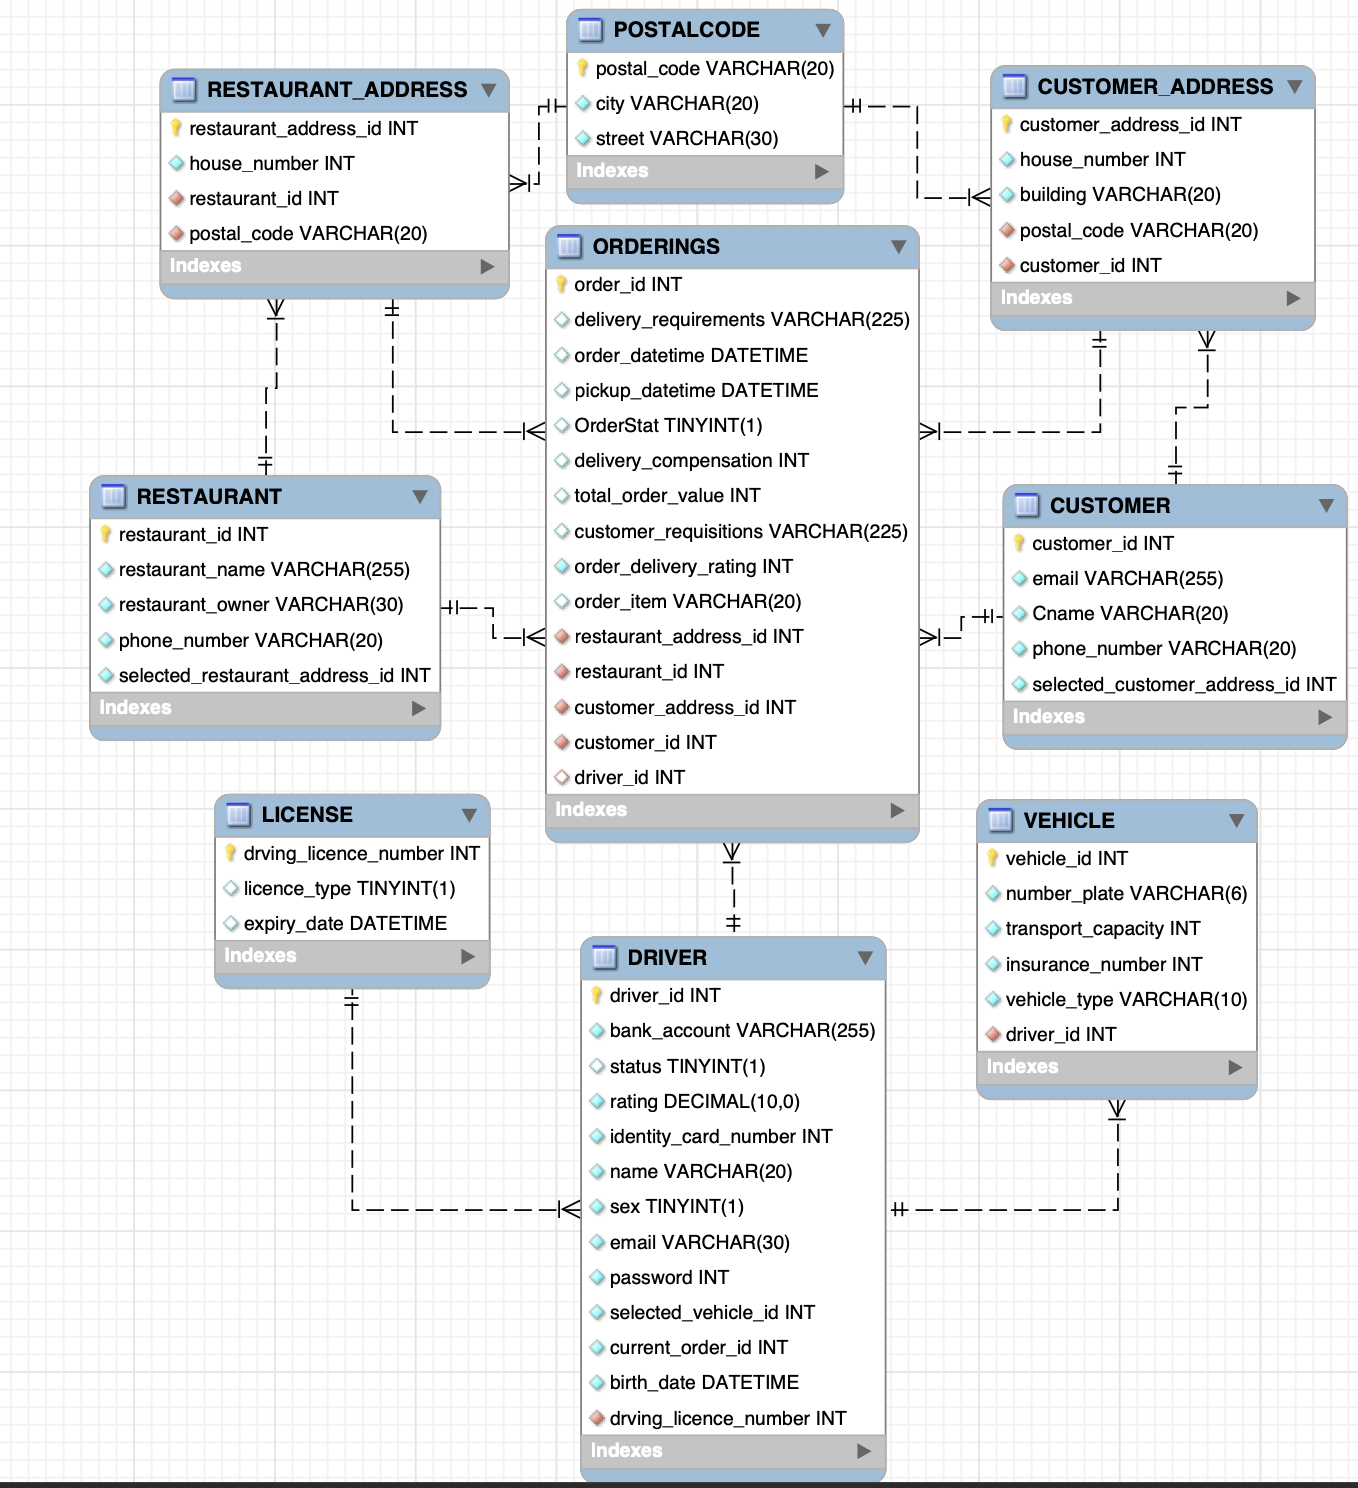 POSTALCODE
postal_code VARCHAR(20)
city VARCHAR(20)
street VARCHAR(30)
Indexes
RESTAURANT_ADDRESS
restaurant_address_id INT
house_number INT
restaurant_id INT
postal_code VARCHAR(20)
Indexes
CUSTOMER_ADDRESS
customer_address_id INT
house_number INT
building VARCHAR(20)
postal_code VARCHAR(20)
customer_id INT
Indexes
ORDERINGS
order_id INT
delivery_requirements VARCHAR(225)
order_datetime DATETIME
pickup_datetime DATETIME
OrderStat TINYINT(1)
delivery_compensation INT
total_order_value INT
customer_requisitions VARCHAR(225)
order_delivery_rating INT
order_item VARCHAR(20)
restaurant_address_id INT
restaurant_id INT
customer_address_id INT
customer_id INT
driver_id INT
Indexes
RESTAURANT
restaurant_id INT
restaurant_name VARCHAR(255)
restaurant_owner VARCHAR(30)
phone_number VARCHAR(20)
selected_restaurant_address_id INT
Indexes
CUSTOMER
customer_id INT
email VARCHAR(255)
Cname VARCHAR(20)
phone_number VARCHAR(20)
selected_customer_address_id INT
Indexes
LICENSE
drving_licence_number INT
licence_type TINYINT(1)
expiry_date DATETIME
Indexes
VEHICLE
vehicle_id INT
number_plate VARCHAR(6)
transport_capacity INT
insurance_number INT
vehicle_type VARCHAR(10)
driver_id INT
Indexes
DRIVER
driver_id INT
bank_account VARCHAR(255)
status TINYINT(1)
rating DECIMAL(10,0)
identity_card_number INT
name VARCHAR(20)
sex TINYINT(1)
email VARCHAR(30)
password INT
selected_vehicle_id INT
current_order_id INT
birth_date DATETIME
drving_licence_number INT
Indexes